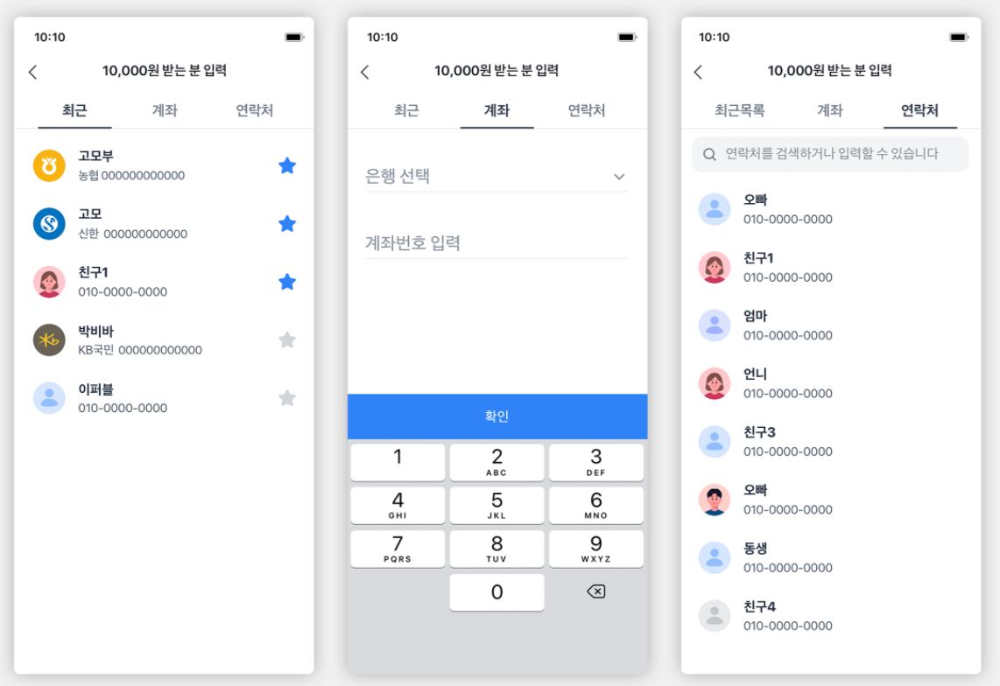 10:10
10,000원 받는 분 입력
최근 계좌 연락처
고모부
농협 000000000000
고모
신한 000000000000
친구1
010-0000-0000
박비바
KB국민 000000000000
이퍼블
010-0000-0000
10:10
10,000원 받는 분 입력
최근 계좌 연락처
은행 선택
계좌번호 입력
확인
1 2 3
ABC DEF
4 5 6
GHI JKL MNO
7 8 9
PQRS TUV WXYZ
0
10:10
10,000원 받는 분 입력
최근목록 계좌 연락처
연락처를 검색하거나 입력할 수 있습니다
오빠
010-0000-0000
친구1
010-0000-0000
엄마
010-0000-0000
언니
010-0000-0000
친구3
010-0000-0000
오빠
010-0000-0000
동생
010-0000-0000
친구4
010-0000-0000